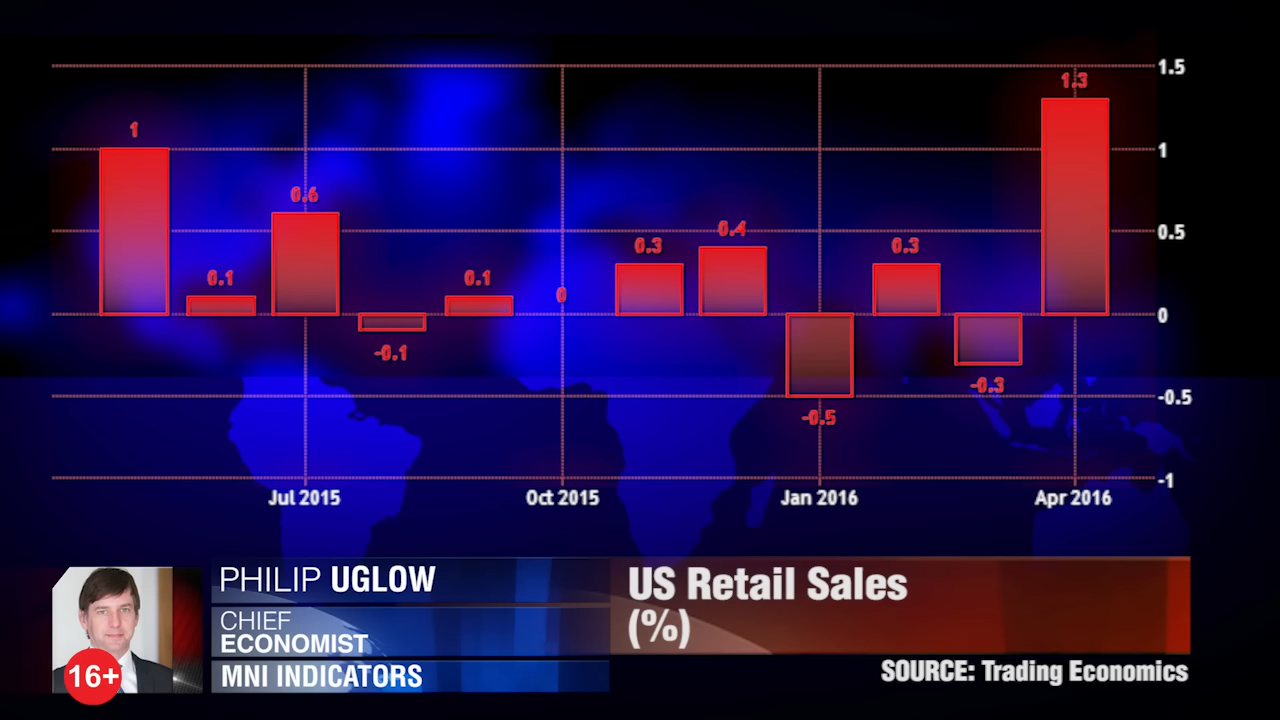 1.5
1.3
1
1
0.6
0.5
0.4
0.3
0.3
0.1
0.1
0
0
-0.1
-0.3
-0.5
-0.5
-1
Jul 2015 Oct 2015 Jan 2016 Apr 2016
PHILIP UGLOW
CHIEF
ECONOMIST
MNI INDICATORS
16+
US Retail Sales
(%)
SOURCE: Trading Economics